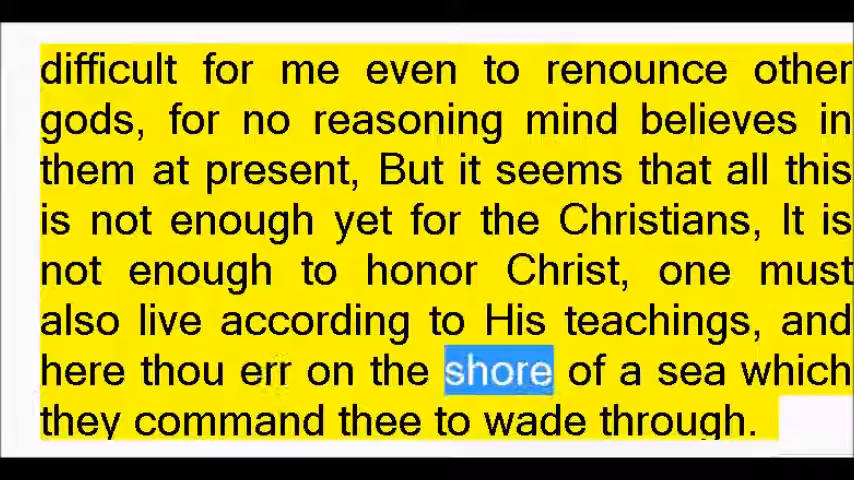 difficult for me even to renounce other
gods, for no reasoning mind believes in
them at present, But it seems that all this
is not enough yet for the Christians, It is
not enough to honor Christ, one must
also live according to His teachings, and
here thou err on the shore of a sea which
they command thee to wade through.